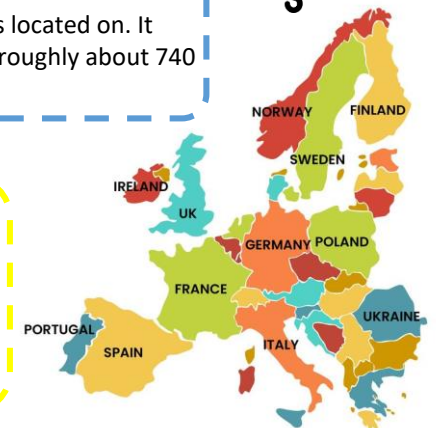 s located on. It
roughly about 740
NORWAY
FINLAND
SWEDEN
IRELAND
UK
GERMANY
POLAND
FRANCE
UKRAINE
PORTUGAL
ITALY
SPAIN